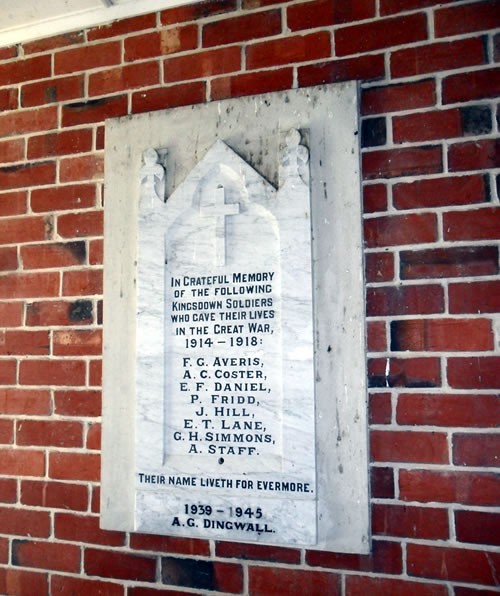 IN GRATEFUL MEMORY
OF THE FOLLOWING
KINGSDOWN SOLDIERS
WHO GAVE THEIR LIVES
IN THE GREAT WAR,
1914 - 1918:
F. G. AVERIS,
A. C. COSTER,
E. F. DANIEL,
P. FRIDD,
J. HILL,
E. T. LANE,
G. H. SIMMONS,
A. STAFF.
THEIR NAME LIVETH FOR EVERMORE.
1939 - 1945
A. G. DINGWALL.